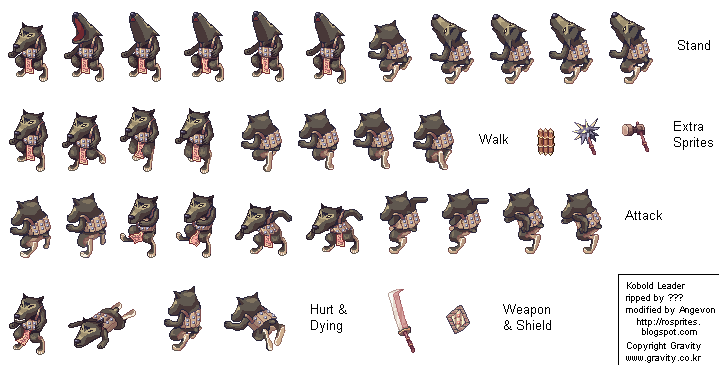 Stand
Walk
Extra
Sprites
Attack
Hurt &
Dying
Weapon
& Shield
Kobold Leader
ripped by ???
modified by Angevon
http://rosprites.
blogspot.com
Copyright Gravity
www.gravity.co.kr